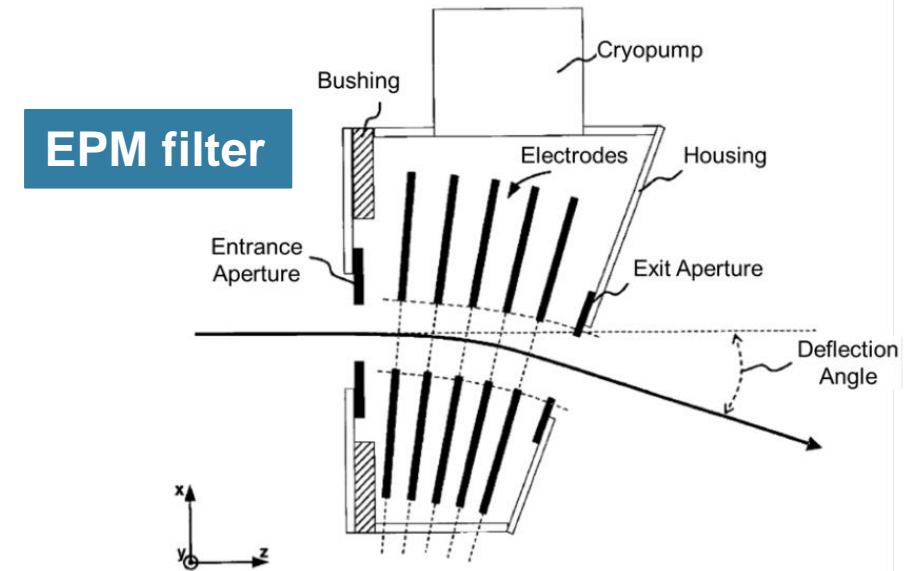 EPM filter
Bushing
Cryopump
Electrodes
Housing
Entrance
Aperture
Exit Aperture
Deflection
Angle
x
y
z